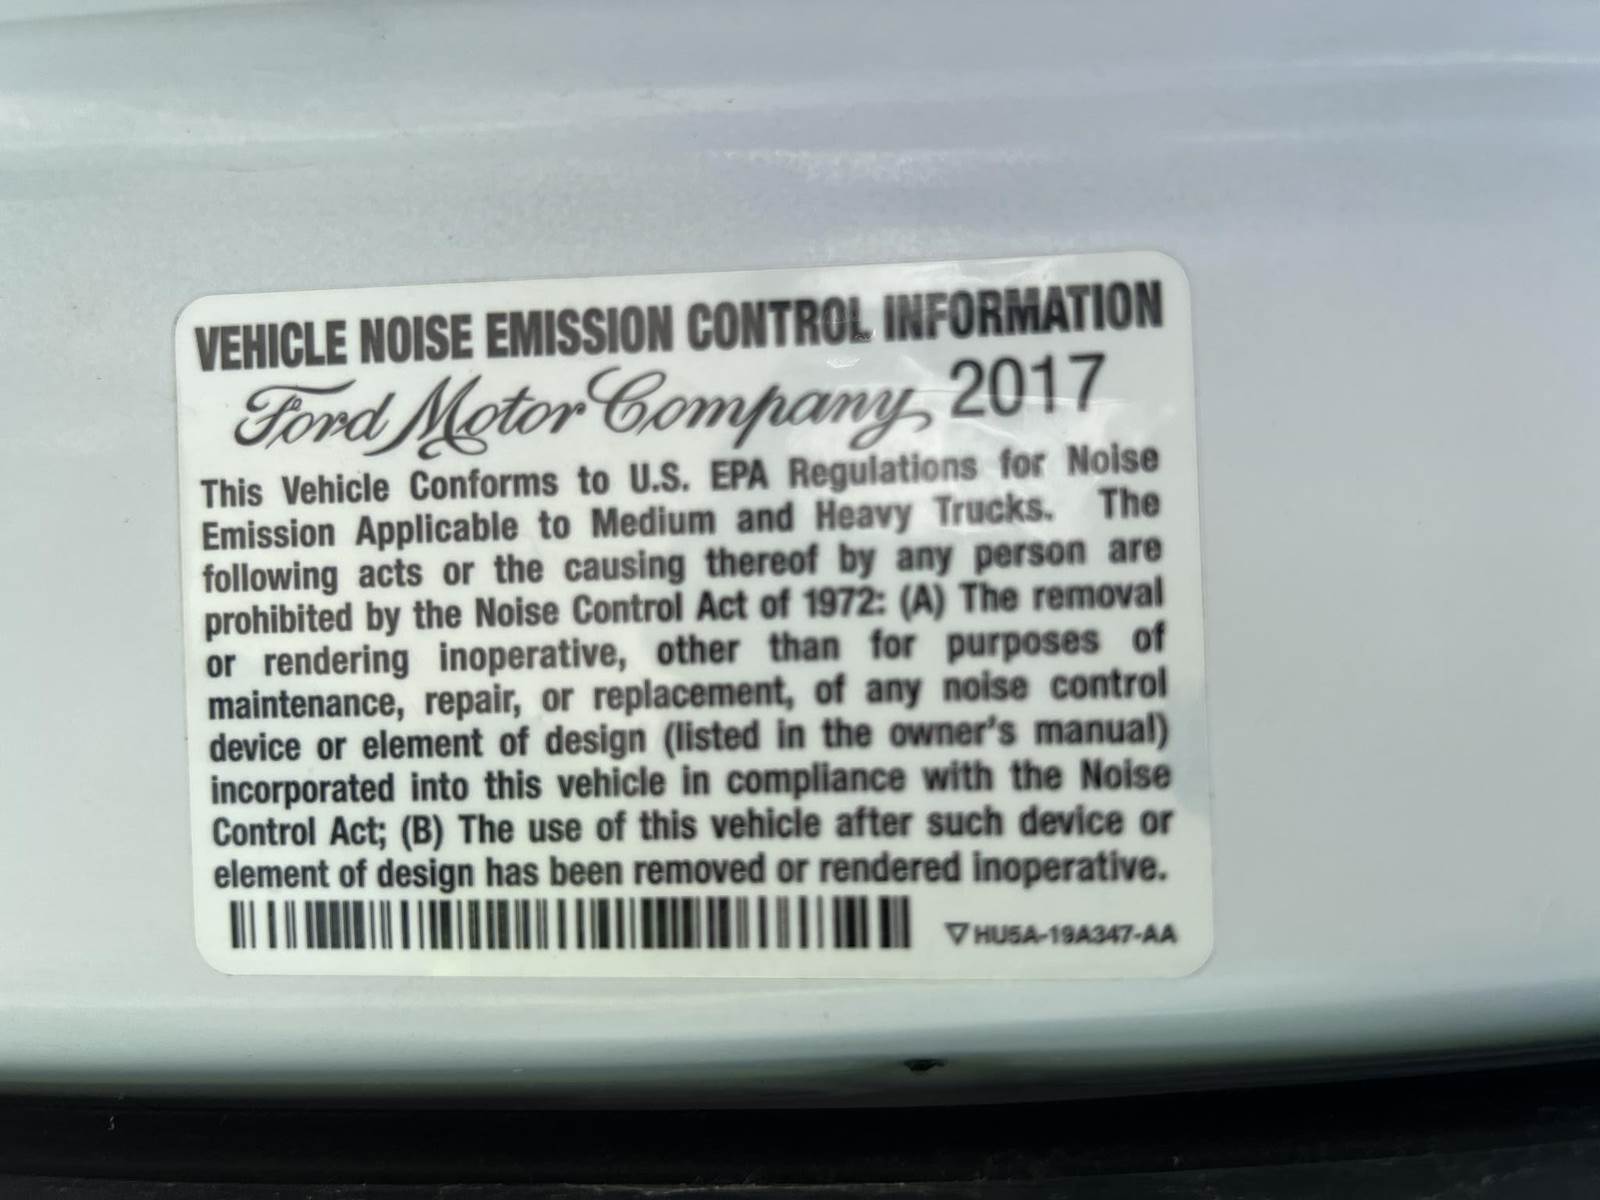 VEHICLE NOISE EMISSION CONTROL INFORMATION
Ford Motor Company 2017
This Vehicle Conforms to U.S. EPA Regulations for Noise
Emission Applicable to Medium and Heavy Trucks. The
following acts or the causing thereof by any person are
prohibited by the Noise Control Act of 1972: (A) The removal
or rendering inoperative, other than for purposes of
maintenance, repair, or replacement, of any noise control
device or element of design (listed in the owner's manual)
incorporated into this vehicle in compliance with the Noise
Control Act; (B) The use of this vehicle after such device or
element of design has been removed or rendered inoperative.
▽HU5A-19A347-AA